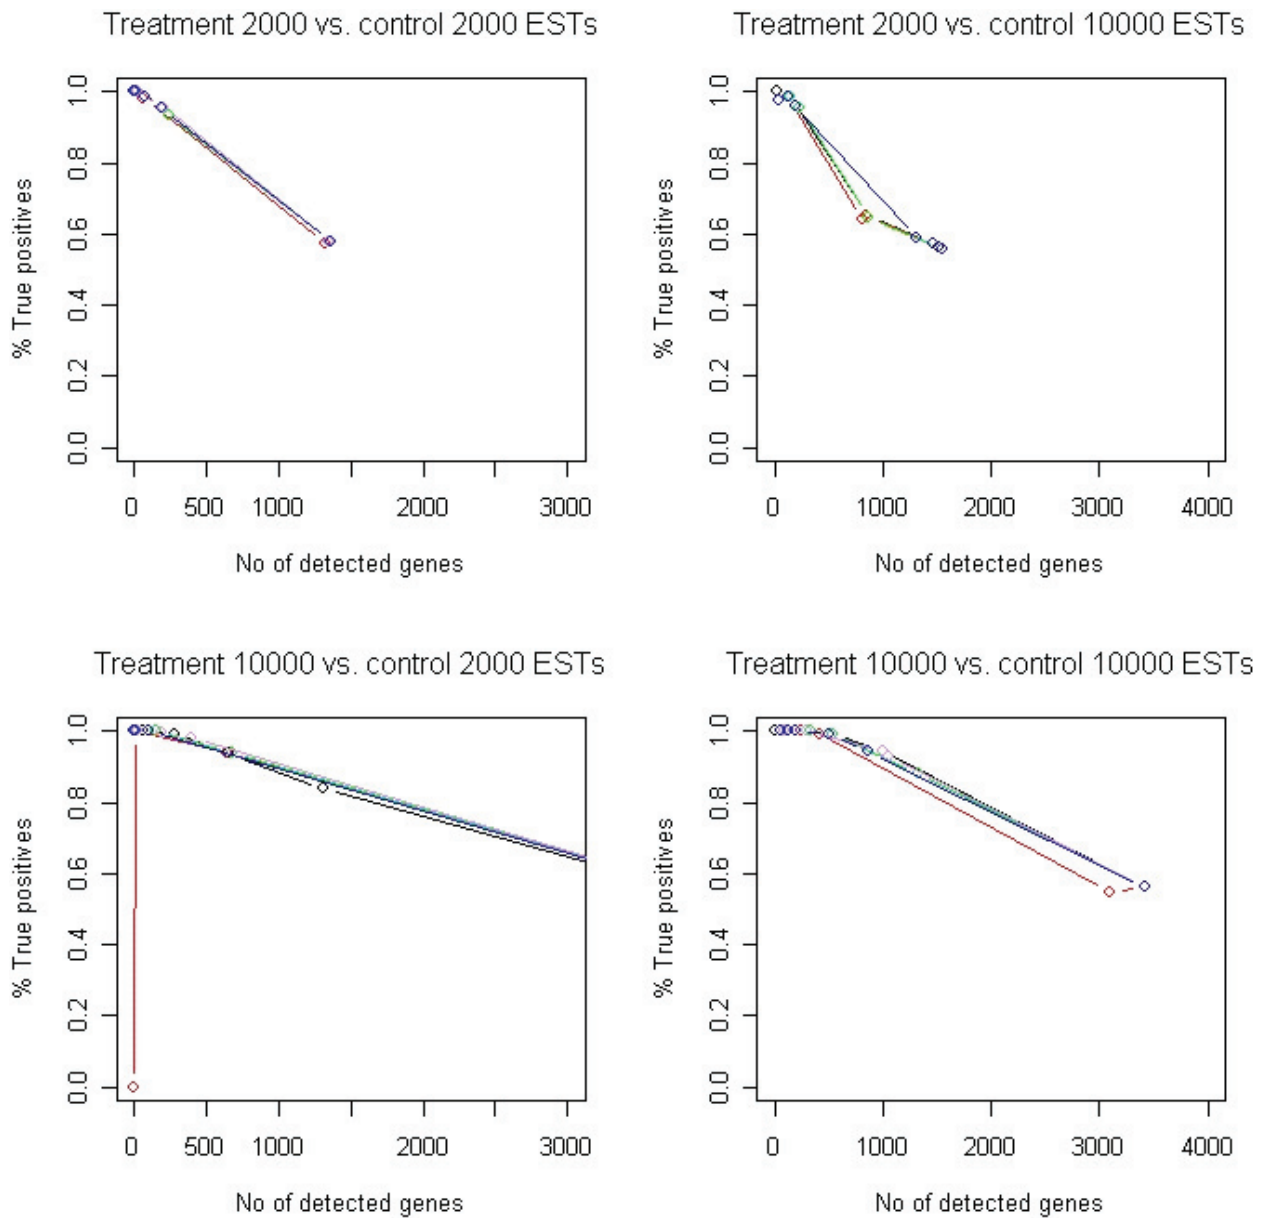 Treatment 2000 vs. control 2000 ESTs
1.0
0.8
0.6
0.4
0.2
0.0
% True positives
0 500 1000 2000 3000
No of detected genes
Treatment 2000 vs. control 10000 ESTs
1.0
0.8
0.6
0.4
0.2
0.0
% True positives
0 1000 2000 3000 4000
No of detected genes
Treatment 10000 vs. control 2000 ESTs
1.0
0.8
0.6
0.4
0.2
0.0
% True positives
0 500 1000 2000 3000
No of detected genes
Treatment 10000 vs. control 10000 ESTs
1.0
0.8
0.6
0.4
0.2
0.0
% True positives
0 1000 2000 3000 4000
No of detected genes